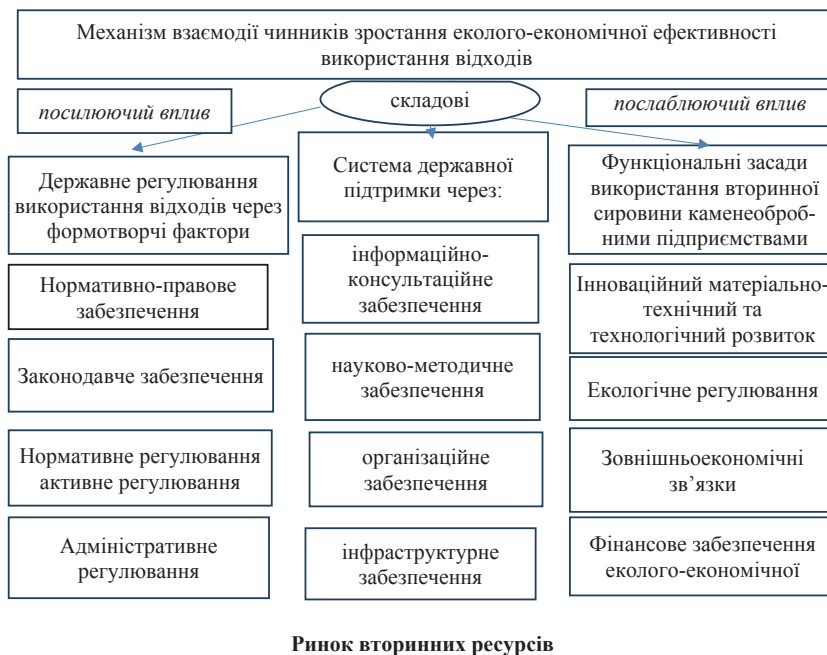 Механізм взаємодії чинників зростання еколого-економічної ефективності
використання відходів
посилюючий вплив
складові
послаблюючий вплив
Державне регулювання
використання відходів через
формотворчі фактори
Нормативно-правове
забезпечення
Законодавче забезпечення
Нормативне регулювання
активне регулювання
Адміністративне
регулювання
Система державної
підтримки через:
інформаційно-
консультаційне
забезпечення
науково-методичне
забезпечення
організаційне
забезпечення
інфраструктурне
забезпечення
Функціональні засади
використання вторинної
сировини каменеоброб-
ними підприємствами
Інноваційний матеріально-
технічний та
технологічний розвиток
Екологічне регулювання
Зовнішньоекономічні
зв’язки
Фінансове забезпечення
еколого-економічної
Ринок вторинних ресурсів